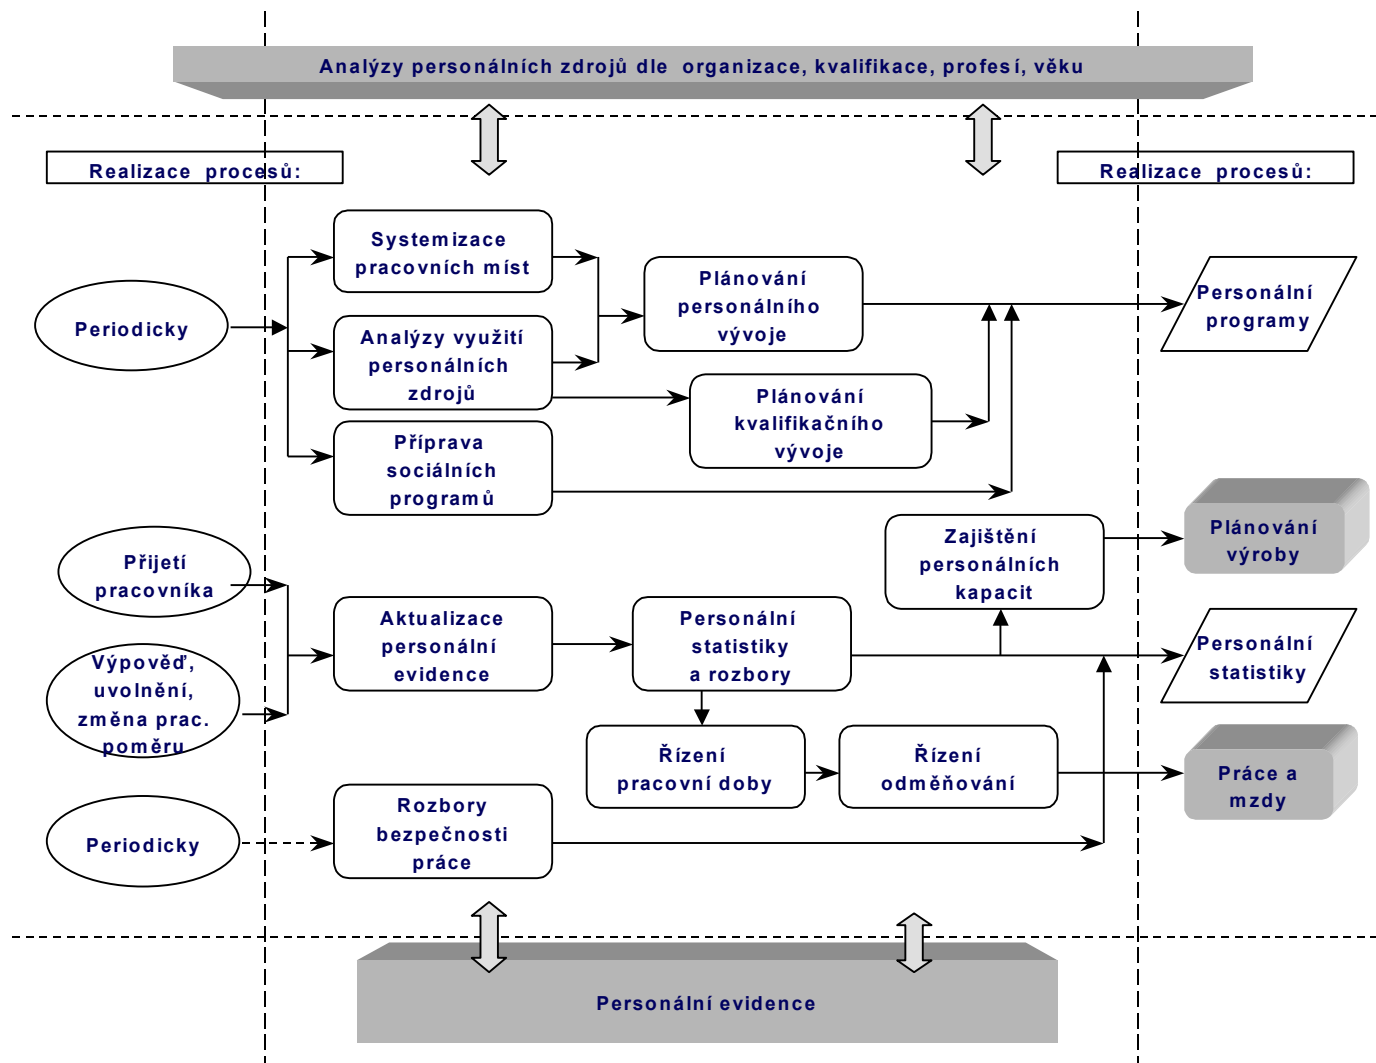 Analýzy personálních zdrojů dle organizace, kvalifikace, profesí, věku
Realizace procesů:
Realizace procesů:
Periodicky
Systemizace
pracovních míst
Analýzy využití
personálních
zdrojů
Příprava
sociálních
programů
Plánování
personálního
vývoje
Plánování
kvalifikačního
vývoje
Personální
programy
Přijetí
pracovníka
Výpověď,
uvolnění,
změna prac.
poměru
Aktualizace
personální
evidence
Personální
statistiky
a rozbory
Zajištění
personálních
kapacit
Plánování
výroby
Personální
statistiky
Řízení
pracovní doby
Řízení
odměňování
Práce a
mzdy
Periodicky
Rozbory
bezpečnosti
práce
Personální evidence